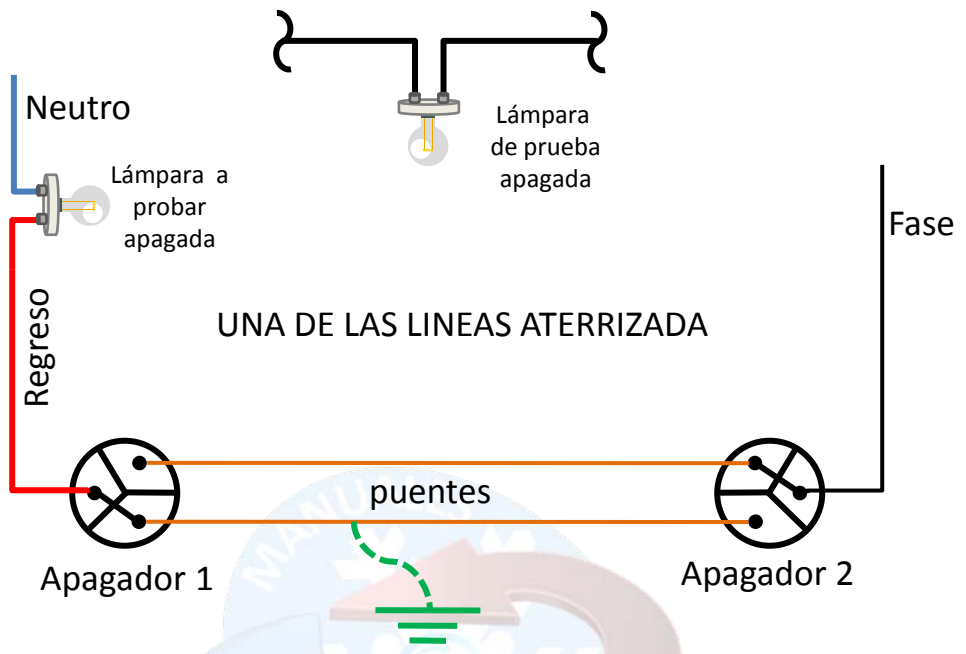 Neutro
Lámpara
de prueba
apagada
Lámpara a
probar
apagada
Fase
Regreso
UNA DE LAS LINEAS ATERRIZADA
puentes
Apagador 1
Apagador 2